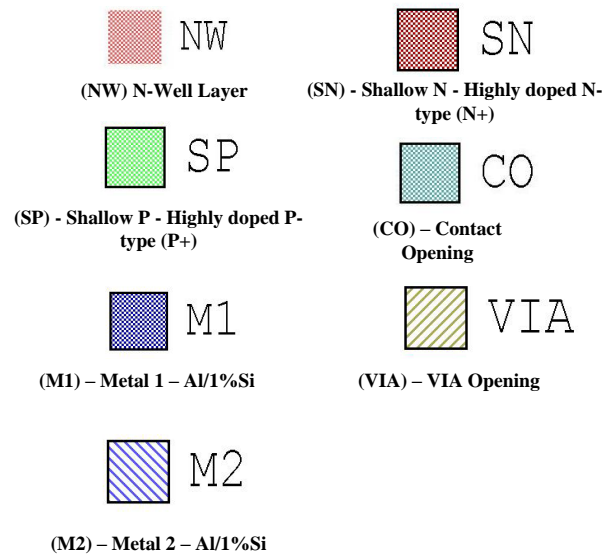 NW
(NW) N-Well Layer
SN
(SN) - Shallow N - Highly doped N-
type (N+)
SP
(SP) - Shallow P - Highly doped P-
type (P+)
CO
(CO) – Contact
Opening
M1
(M1) – Metal 1 – Al/1%Si
VIA
(VIA) – VIA Opening
M2
(M2) – Metal 2 – Al/1%Si